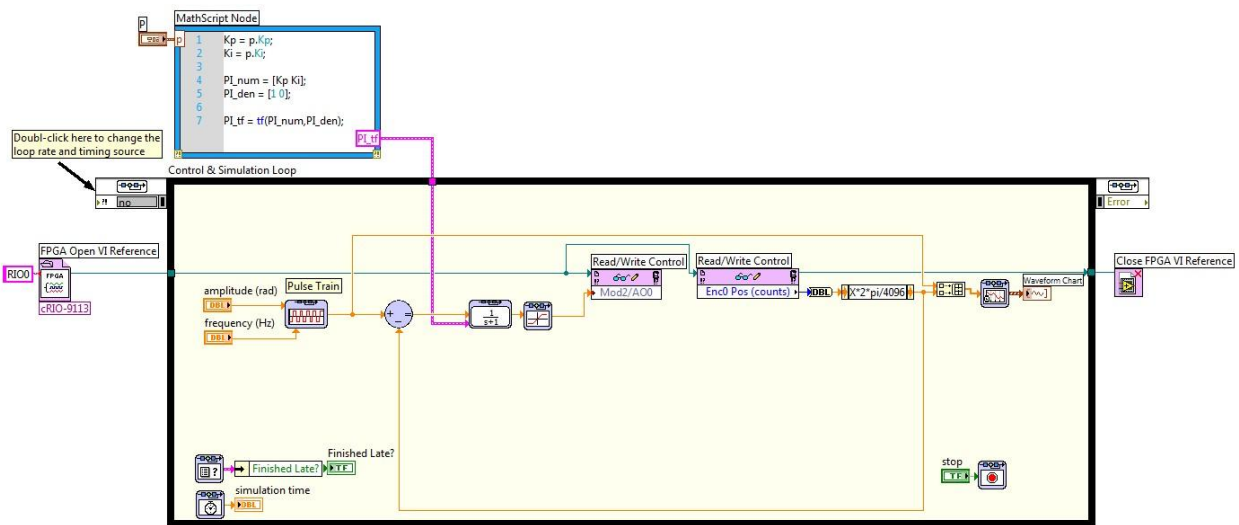 MathScript Node
P
p
1 Kp = p.Kp;
2 Ki = p.Ki;
3
4 PI_num = [Kp Ki];
5 PI_den = [1 0];
6
7 PI_tf = tf(PI_num,PI_den);
PI_tf
Doubl-click here to change the
loop rate and timing source
Control & Simulation Loop
no
Error
FPGA Open VI Reference
RIO0
FPGA
cRIO-9113
amplitude (rad)
DBL
Pulse Train
frequency (Hz)
DBL
1
s+1
Read/Write Control
Mod2/AO0
Read/Write Control
Enc0 Pos (counts)
DBL
X*2*pi/4096
Waveform Chart
Close FPGA VI Reference
Finished Late?
Finished Late?
TF
simulation time
DBL
stop
TF